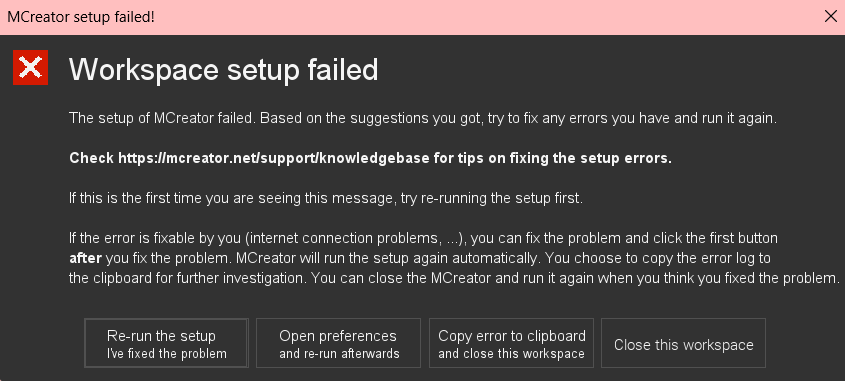 MCreator setup failed!
Workspace setup failed
The setup of MCreator failed. Based on the suggestions you got, try to fix any errors you have and run it again.
Check https://mcreator.net/support/knowledgebase for tips on fixing the setup errors.
If this is the first time you are seeing this message, try re-running the setup first.
If the error is fixable by you (internet connection problems, ...), you can fix the problem and click the first button
after you fix the problem. MCreator will run the setup again automatically. You choose to copy the error log to
the clipboard for further investigation. You can close the MCreator and run it again when you think you fixed the problem.
Re-run the setup
I've fixed the problem
Open preferences
and re-run afterwards
Copy error to clipboard
and close this workspace
Close this workspace